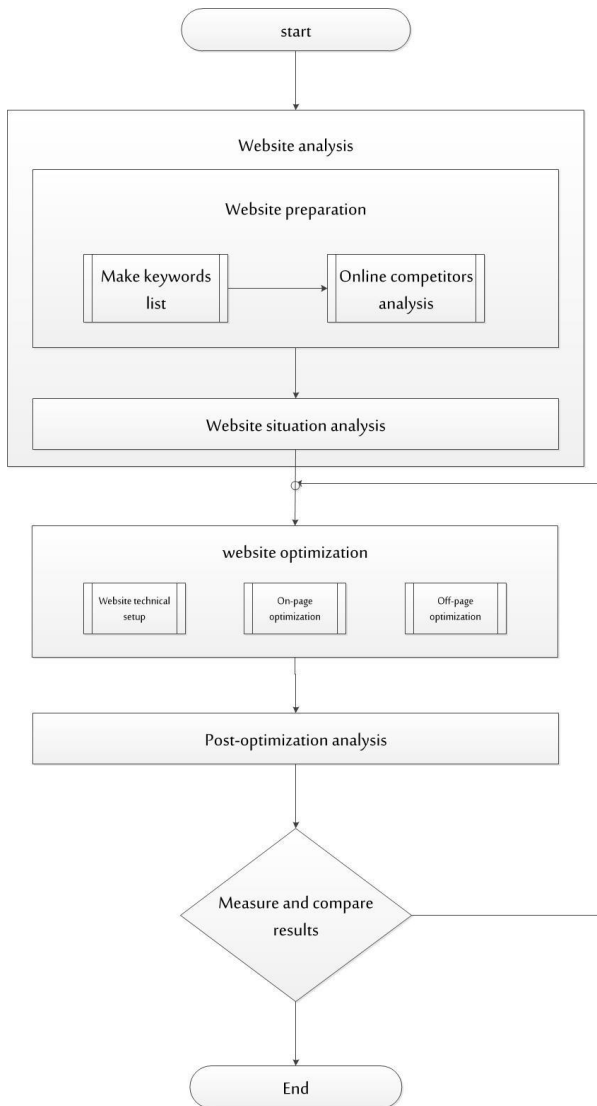 start
Website analysis
Website preparation
Make keywords
list
Online competitors
analysis
Website situation analysis
website optimization
Website technical
setup
On-page
optimization
Off-page
optimization
Post-optimization analysis
Measure and compare
results
End